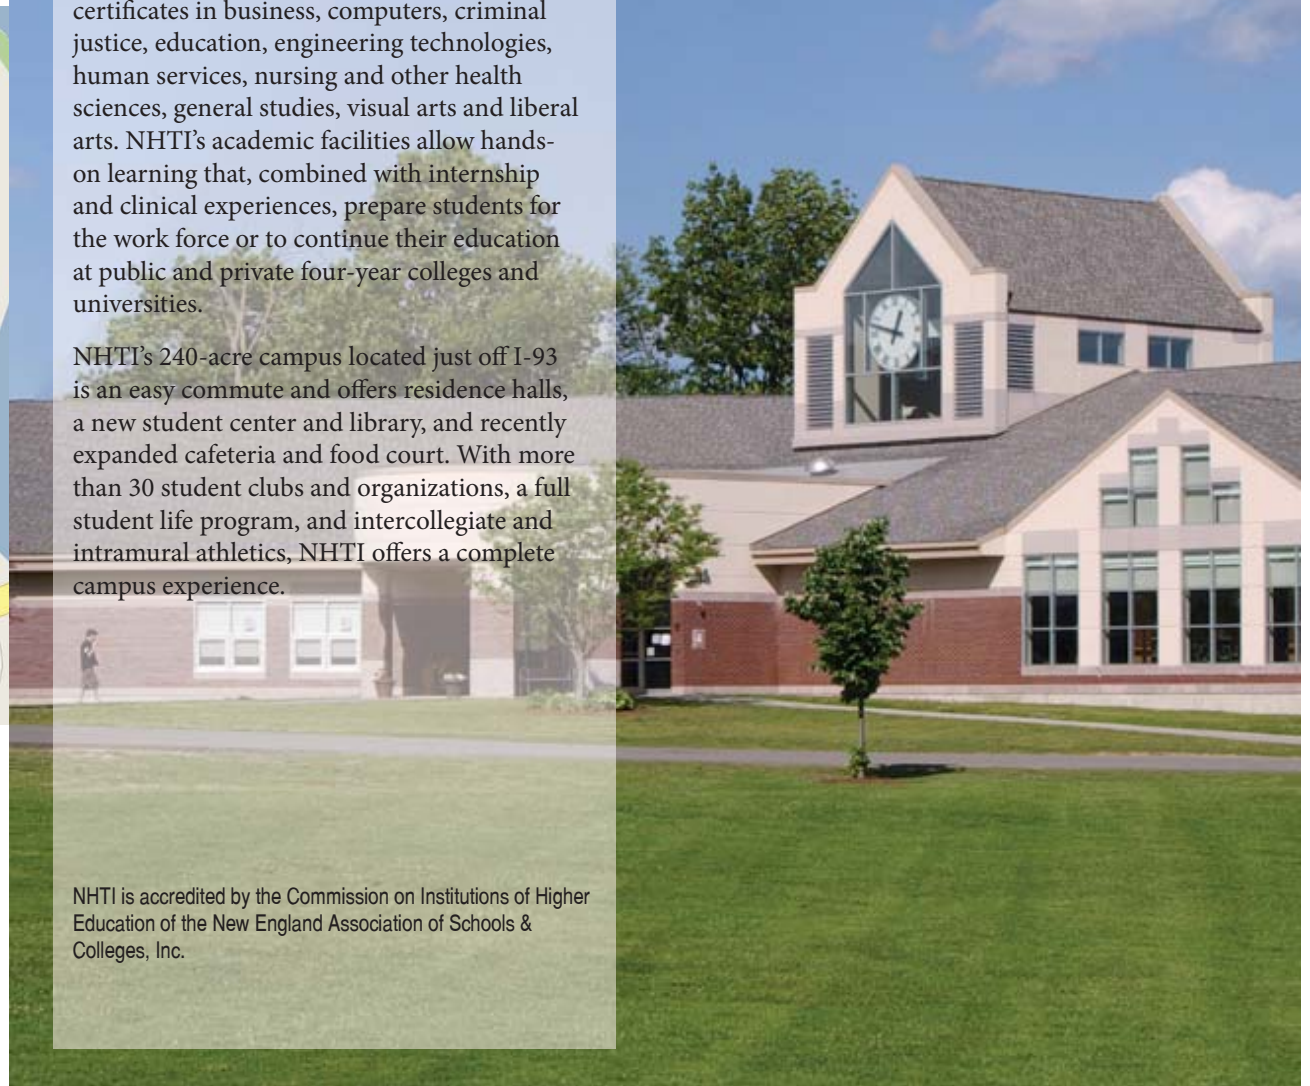 certificates in business, computers, criminal
justice, education, engineering technologies,
human services, nursing and other health
sciences, general studies, visual arts and liberal
arts. NHTI’s academic facilities allow hands-
on learning that, combined with internship
and clinical experiences, prepare students for
the work force or to continue their education
at public and private four-year colleges and
universities.
NHTI’s 240-acre campus located just off I-93
is an easy commute and offers residence halls,
a new student center and library, and recently
expanded cafeteria and food court. With more
than 30 student clubs and organizations, a full
student life program, and intercollegiate and
intramural athletics, NHTI offers a complete
campus experience.
NHTI is accredited by the Commission on Institutions of Higher
Education of the New England Association of Schools &
Colleges, Inc.